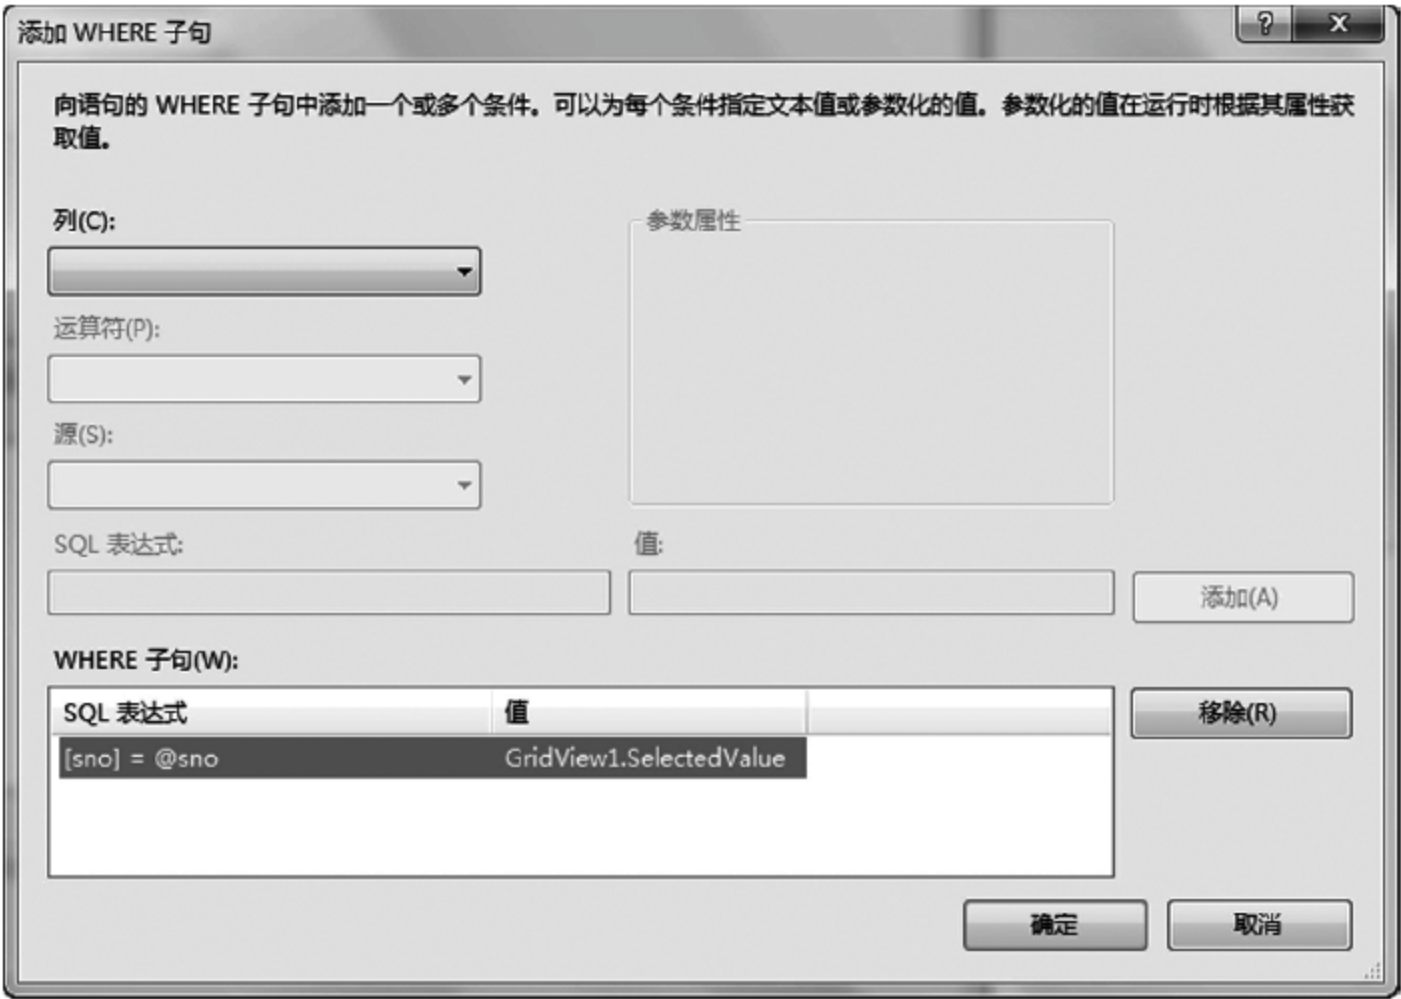 添加 WHERE 子句
?
X
向语句的 WHERE 子句中添加一个或多个条件。可以为每个条件指定文本值或参数化的值。参数化的值在运行时根据其属性获
取值。
列(C):
参数属性
运算符(P):
源(S):
SQL 表达式:
值:
添加(A)
WHERE 子句(W):
SQL 表达式 值
移除(R)
[sno] = @sno GridView1.SelectedValue
确定
取消